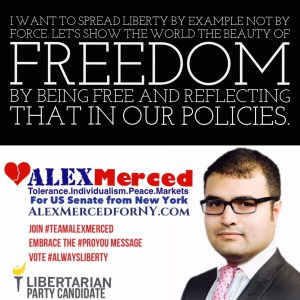 I WANT TO SPREAD LIBERTY BY EXAMPLE NOT BY
FORCE. LET'S SHOW THE WORLD THE BEAUTY OF
FREEDOM
BY BEING FREE AND REFLECTING
THAT IN OUR POLICIES.
ALEXMerced
Tolerance.Individualism.Peace.Markets
For US Senate from New York
ALEXMERCEDFORNY.COM
JOIN #TEAMALEXMERCED
EMBRACE THE #PROYOU MESSAGE
VOTE #ALWAYSLIBERTY
LIBERTARIAN
PARTY CANDIDATE